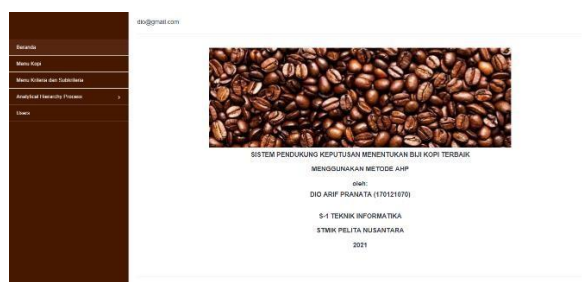 dio@gmail.com
Beranda
Menu Kopi
Menu Kriteria dan Subkriteria
Analytical Hierarchy Process
Users
SISTEM PENDUKUNG KEPUTUSAN MENENTUKAN BIJI KOPI TERBAIK
MENGGUNAKAN METODE AHP
oleh:
DIO ARIF PRANATA (170121070)
S-1 TEKNIK INFORMATIKA
STMIK PELITA NUSANTARA
2021